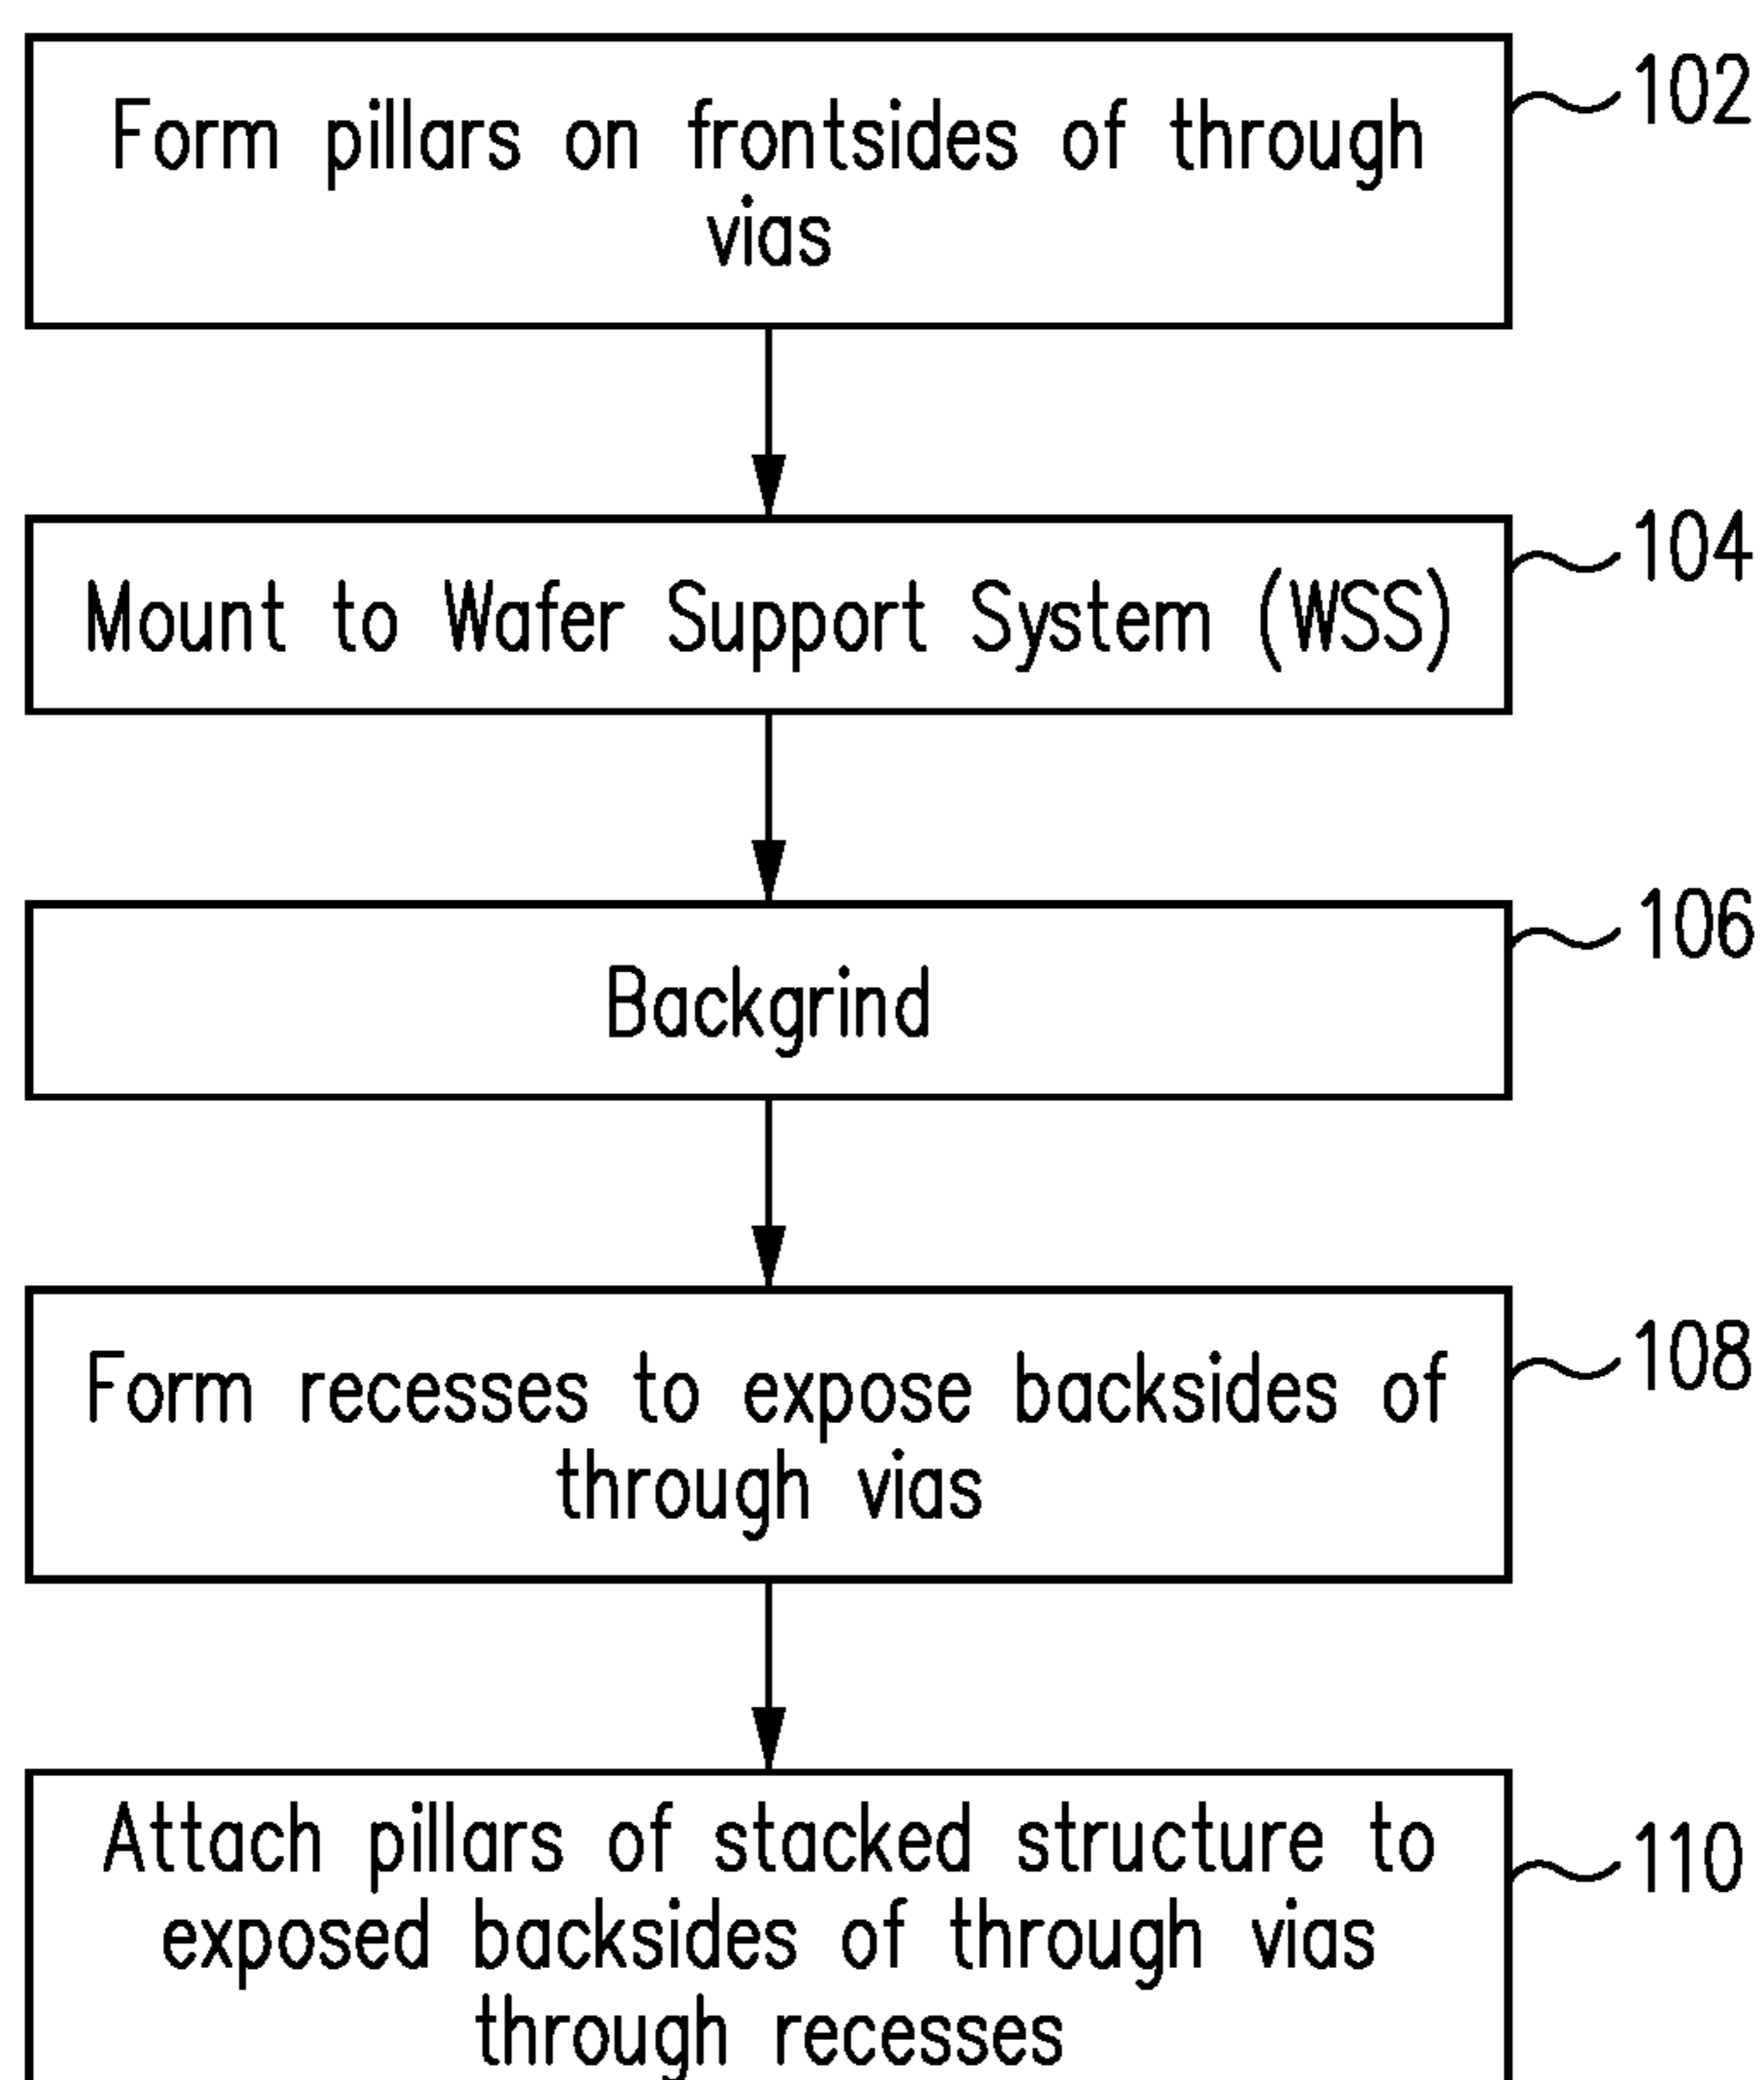 Form pillars on frontsides of through
vias
102
Mount to Wafer Support System (WSS)
104
Backgrind
106
Form recesses to expose backsides of
through vias
108
Attach pillars of stacked structure to
exposed backsides of through vias
through recesses
110